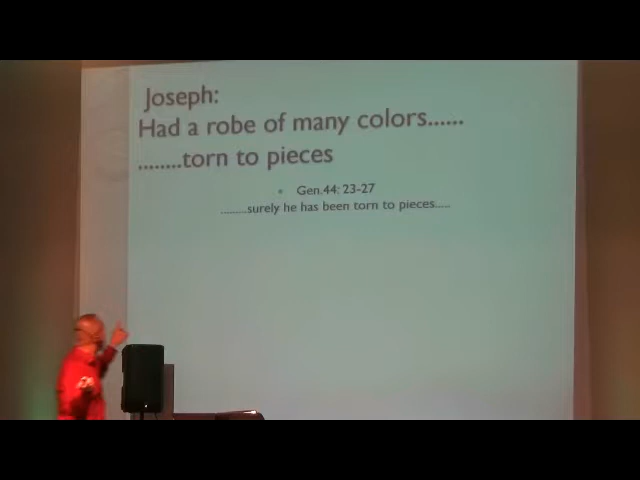 Joseph:
Had a robe of many colors......
........torn to pieces
• Gen.44: 23-27
.........surely he has been torn to pieces.....